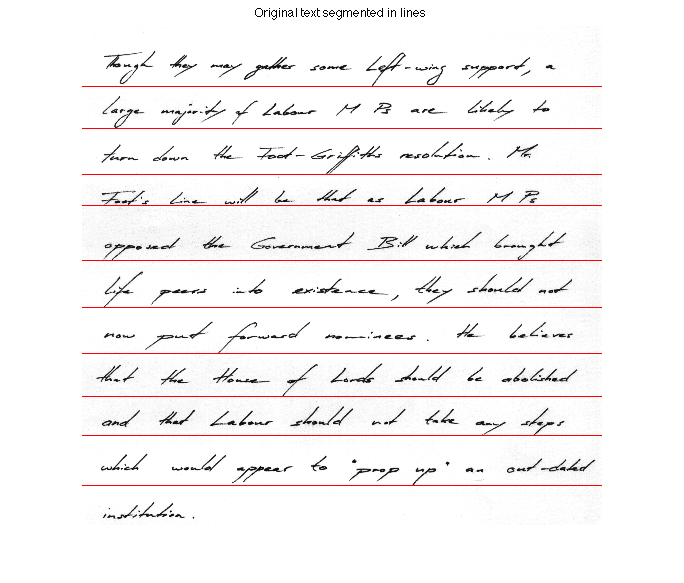 Original text segmented in lines
Though they may gather some Left-wing support, a
large majority of Labour M Ps are likely to
turn down the Foot-Griffiths resolution. Mr.
Foot's line will be that as Labour M Ps
opposed the Government Bill which brought
life peers into existence, they should not
now put forward nominees. He believes
that the House of Lords should be abolished
and that Labour should not take any steps
which would appear to "prop up" an out-dated
institution.